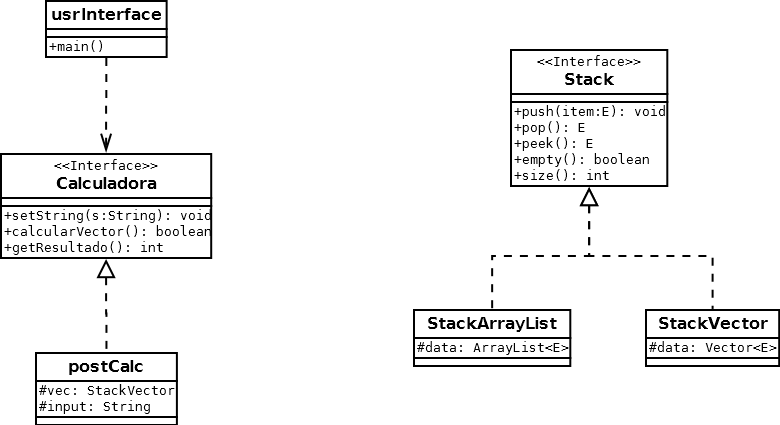 usrInterface
+main()
<<Interface>>
Calculadora
+setString(s:String): void
+calcularVector(): boolean
+getResultado(): int
postCalc
#vec: StackVector
#input: String
<<Interface>>
Stack
+push(item:E): void
+pop(): E
+peek(): E
+empty(): boolean
+size(): int
StackArrayList
#data: ArrayList<E>
StackVector
#data: Vector<E>